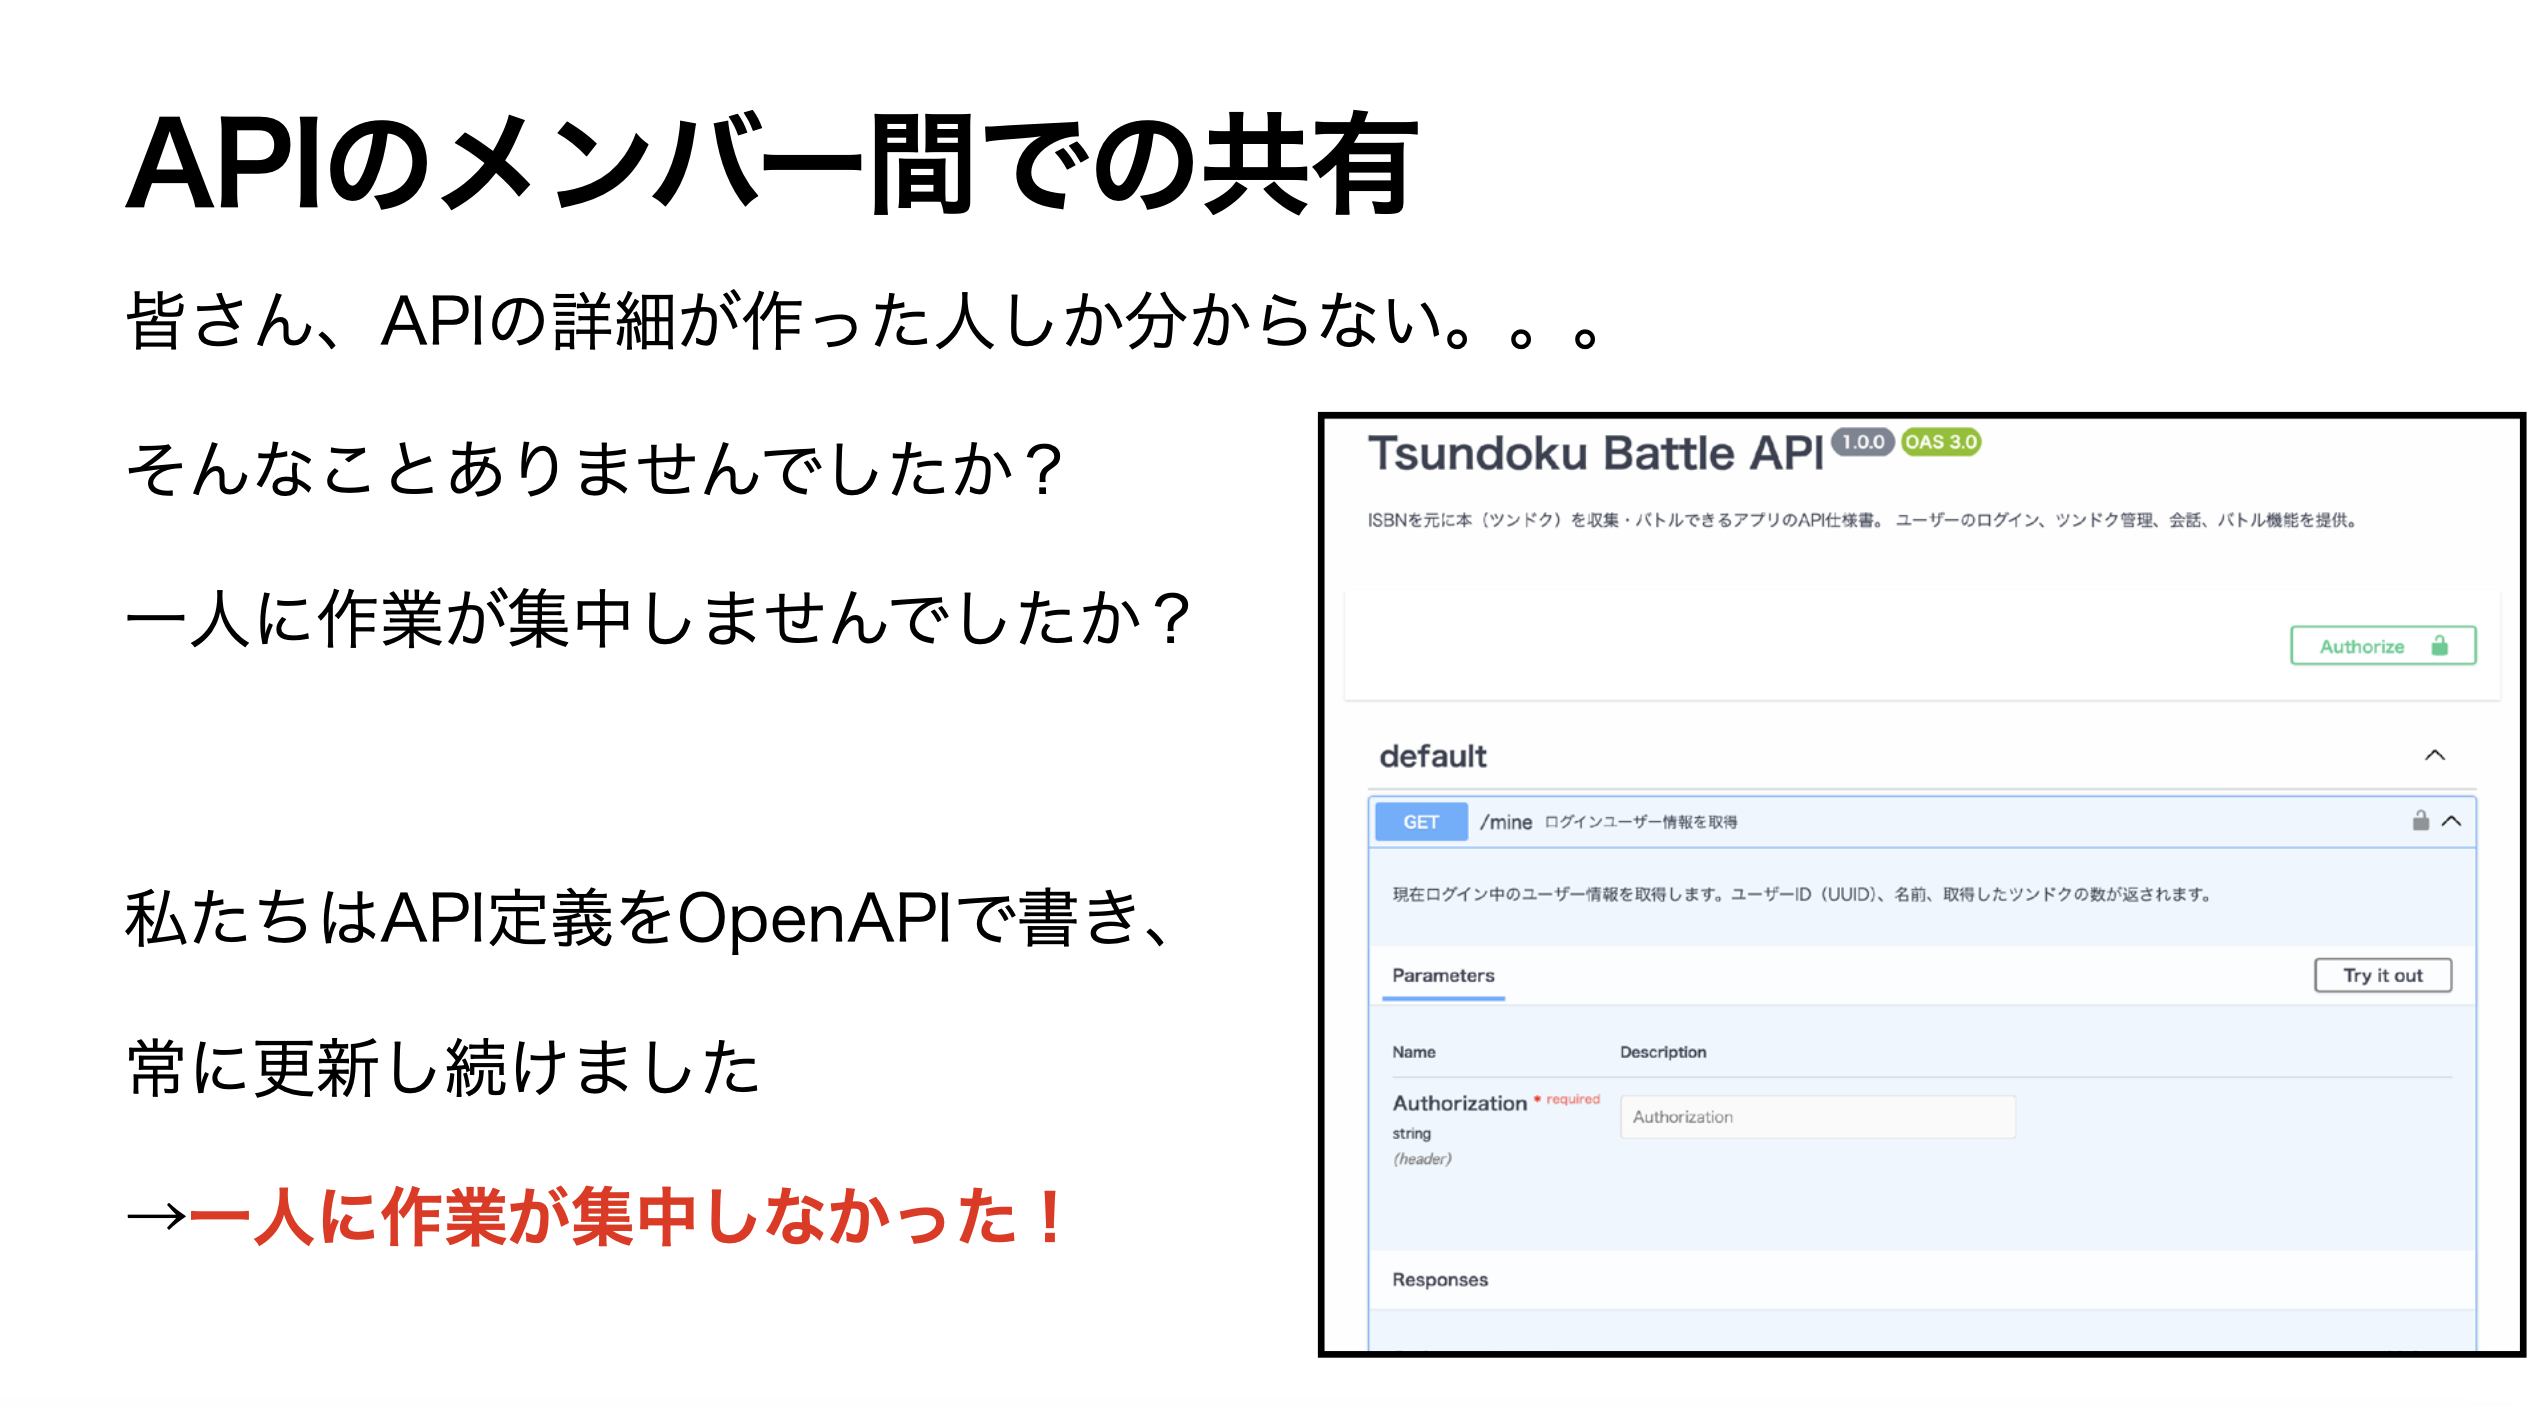 APIのメンバー間での共有
皆さん、APIの詳細が作った人しか分からない。。。
そんなことありませんでしたか？
一人に作業が集中しませんでしたか？
私たちはAPI定義をOpenAPIで書き、
常に更新し続けました
→一人に作業が集中しなかった！
Tsundoku Battle API 1.0.0 OAS 3.0
ISBNを元に本（ツンドク）を収集・バトルできるアプリのAPI仕様書。 ユーザーのログイン、ツンドク管理、会話、バトル機能を提供。
Authorize
default
GET /mine ログインユーザー情報を取得
現在ログイン中のユーザー情報を取得します。ユーザーID（UUID）、名前、取得したツンドクの数が返されます。
Parameters Try it out
Name Description
Authorization * required Authorization
string
(header)
Responses